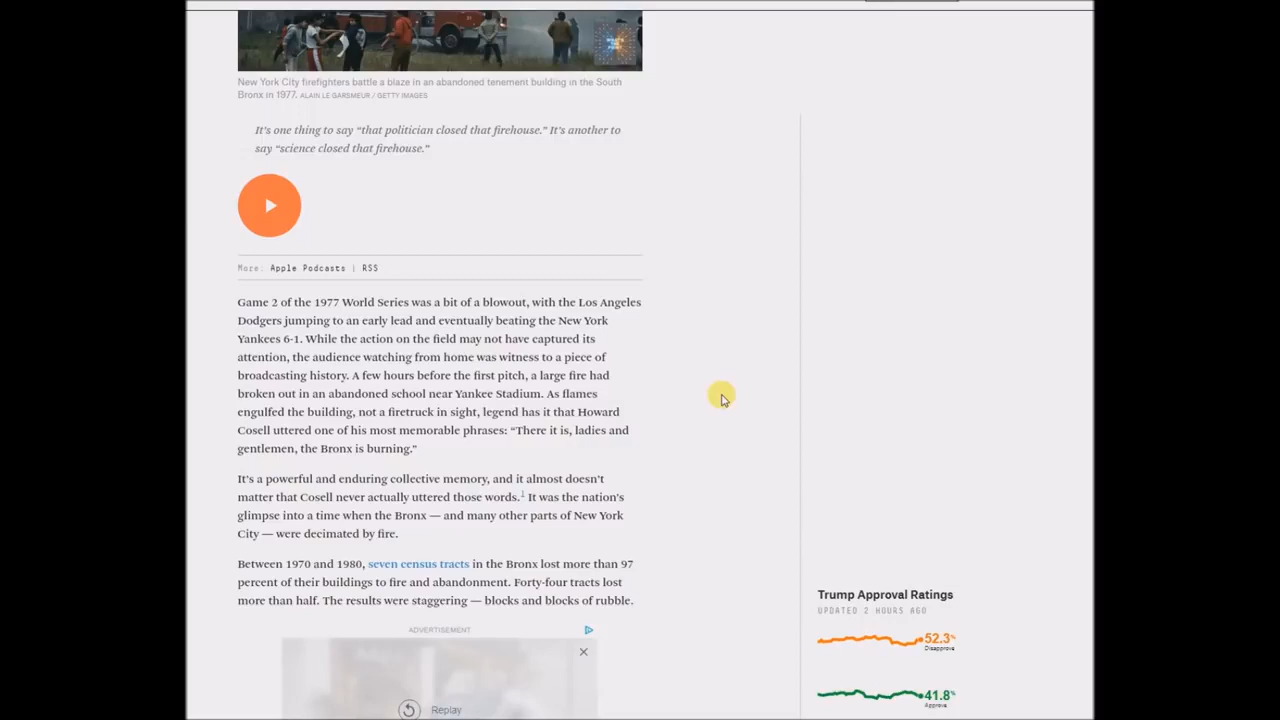 New York City firefighters battle a blaze in an abandoned tenement building in the South
Bronx in 1977. ALAIN LE GARSMEUR / GETTY IMAGES
It's one thing to say “that politician closed that firehouse.” It's another to
say “science closed that firehouse.”
More: Apple Podcasts | RSS
Game 2 of the 1977 World Series was a bit of a blowout, with the Los Angeles
Dodgers jumping to an early lead and eventually beating the New York
Yankees 6-1. While the action on the field may not have captured its
attention, the audience watching from home was witness to a piece of
broadcasting history. A few hours before the first pitch, a large fire had
broken out in an abandoned school near Yankee Stadium. As flames
engulfed the building, not a firetruck in sight, legend has it that Howard
Cosell uttered one of his most memorable phrases: “There it is, ladies and
gentlemen, the Bronx is burning.”
It's a powerful and enduring collective memory, and it almost doesn't
matter that Cosell never actually uttered those words.1 It was the nation's
glimpse into a time when the Bronx — and many other parts of New York
City — were decimated by fire.
Between 1970 and 1980, seven census tracts in the Bronx lost more than 97
percent of their buildings to fire and abandonment. Forty-four tracts lost
more than half. The results were staggering — blocks and blocks of rubble.
ADVERTISEMENT
Replay
Trump Approval Ratings
UPDATED 2 HOURS AGO
52.3%
Disapprove
41.8%
Approve